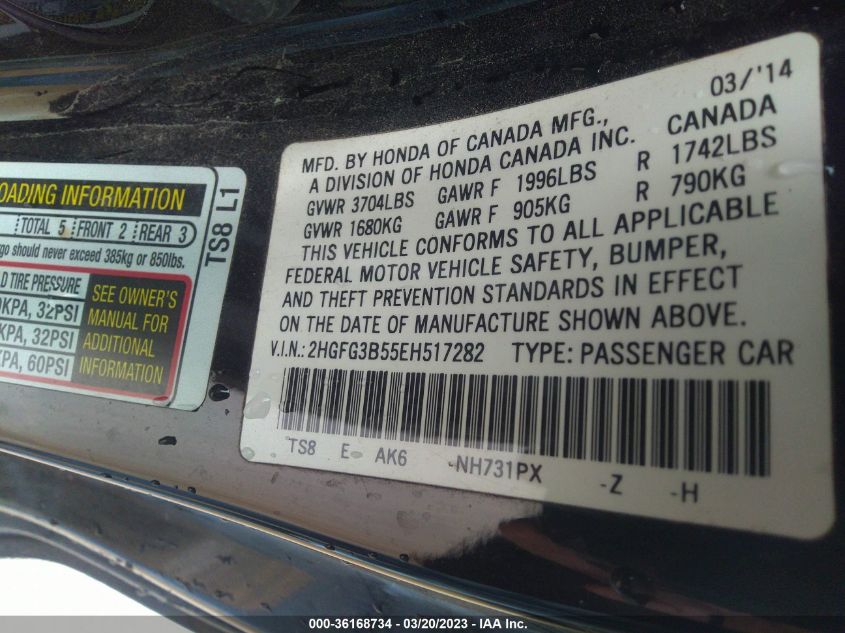 OADING INFORMATION
TOTAL 5 FRONT 2 REAR 3
rgo should never exceed 385kg or 850lbs.
D TIRE PRESSURE
0KPA, 32PSI
KPA, 32PSI
KPA, 60PSI
SEE OWNER'S
MANUAL FOR
ADDITIONAL
INFORMATION
TS8 L1
03/'14
MFD. BY HONDA OF CANADA MFG.,
A DIVISION OF HONDA CANADA INC. CANADA
GVWR 3704LBS GAWR F 1996LBS R 1742LBS
GVWR 1680KG GAWR F 905KG R 790KG
THIS VEHICLE CONFORMS TO ALL APPLICABLE
FEDERAL MOTOR VEHICLE SAFETY, BUMPER,
AND THEFT PREVENTION STANDARDS IN EFFECT
ON THE DATE OF MANUFACTURE SHOWN ABOVE.
V.I.N.: 2HGFG3B55EH517282 TYPE: PASSENGER CAR
TS8 E AK6 -NH731PX -Z -H
000-36168734 — 03/20/2023 — IAAI.COM